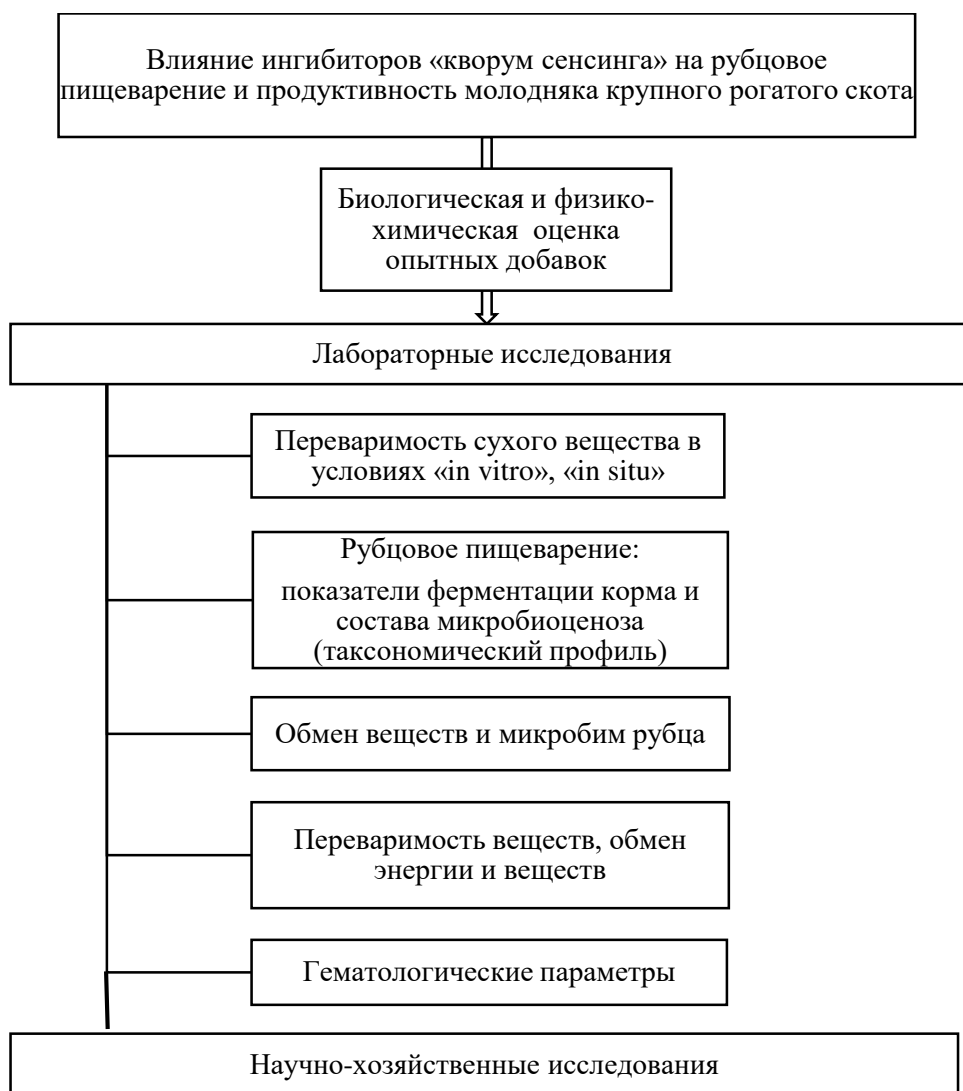 Влияние ингибиторов «кворум сенсинга» на рубцовое
пищеварение и продуктивность молодняка крупного рогатого скота
Биологическая и физико-
химическая оценка
опытных добавок
Лабораторные исследования
Переваримость сухого вещества в
условиях «in vitro», «in situ»
Рубцовое пищеварение:
показатели ферментации корма и
состава микробиоценоза
(таксономический профиль)
Обмен веществ и микробим рубца
Переваримость веществ, обмен
энергии и веществ
Гематологические параметры
Научно-хозяйственные исследования